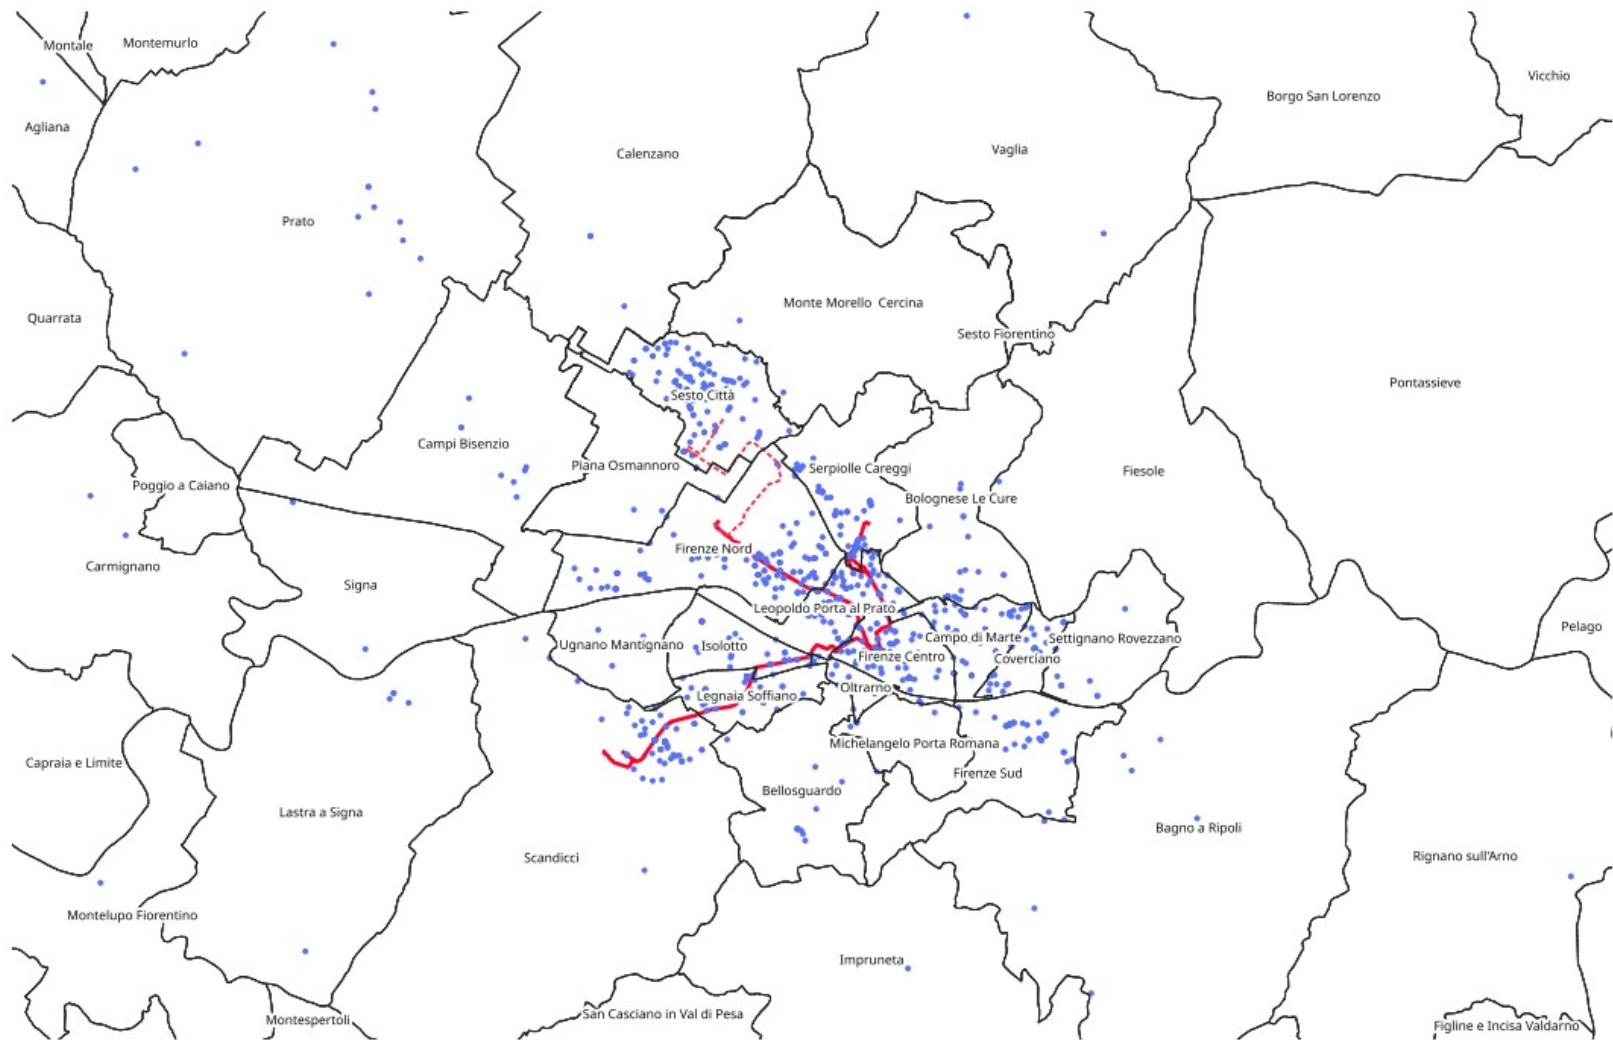 Montale
Montemurlo
Vicchio
Borgo San Lorenzo
Agliana
Calenzano
Vaglia
Prato
Monte Morello Cercina
Quarrata
Sesto Fiorentino
Pontassieve
Sesto Città
Campi Bisenzio
Piana Osmannoro
Serpiolle Careggi
Fiesole
Poggio a Caiano
Bolognese Le Cure
Firenze Nord
Carmignano
Signa
Leopoldo Porta al Prato
Pelago
Campo di Marte
Settignano Rovezzano
Ugnano Mantignano
Isolotto
Firenze Centro
Coverciano
Oltrarno
Legnaia Soffiano
Michelangelo Porta Romana
Capraia e Limite
Firenze Sud
Bellosguardo
Lastra a Signa
Bagno a Ripoli
Scandicci
Rignano sull'Arno
Montelupo Fiorentino
Impruneta
San Casciano in Val di Pesa
Montespertoli
Figline e Incisa Valdarno